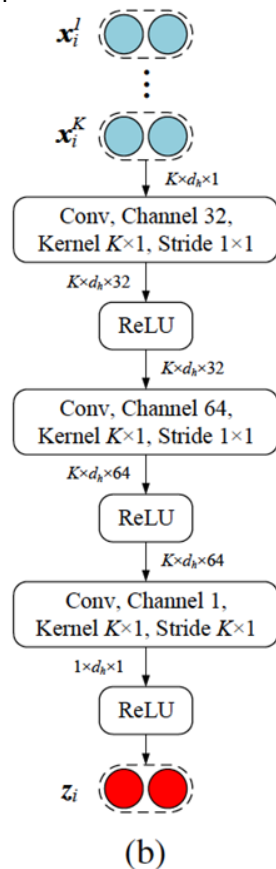 x_i^1
⋮
x_i^K
K×d_h×1
Conv, Channel 32,
Kernel K×1, Stride 1×1
K×d_h×32
ReLU
K×d_h×32
Conv, Channel 64,
Kernel K×1, Stride 1×1
K×d_h×64
ReLU
K×d_h×64
Conv, Channel 1,
Kernel K×1, Stride K×1
1×d_h×1
ReLU
z_i
(b)